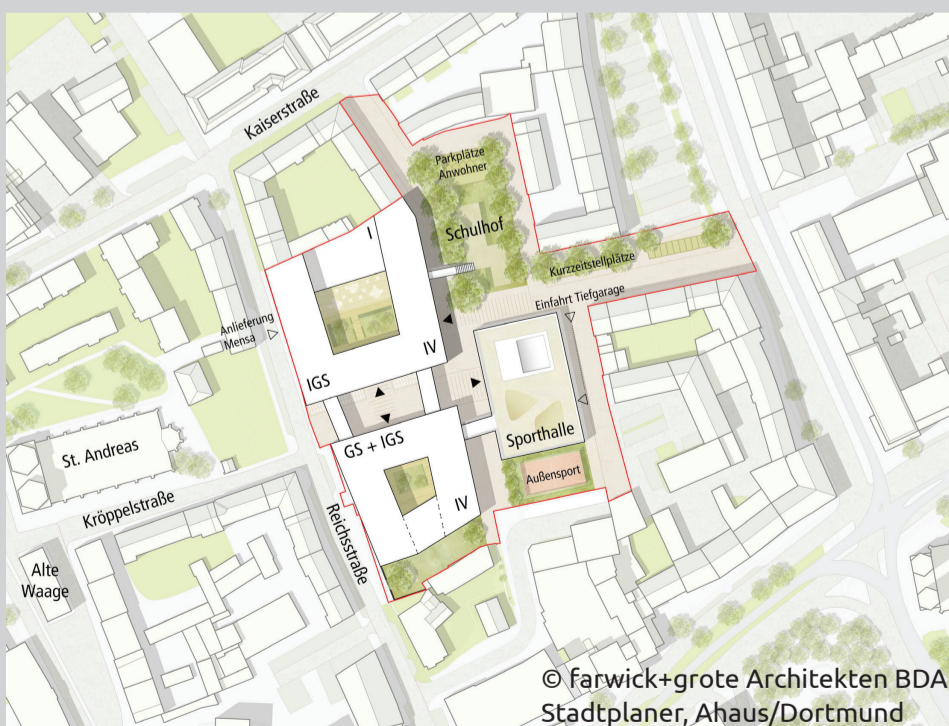 Kaiserstraße
Parkplätze
Anwohner
I
Schulhof
Kurzzeitstellplätze
Einfahrt Tiefgarage
Anlieferung
Mensa
IV
IGS
Sporthalle
GS + IGS
St. Andreas
Außensport
IV
Kröppelstraße
Reichsstraße
Alte
Waage
© farwick+grote Architekten BDA
Stadtplaner, Ahaus/Dortmund